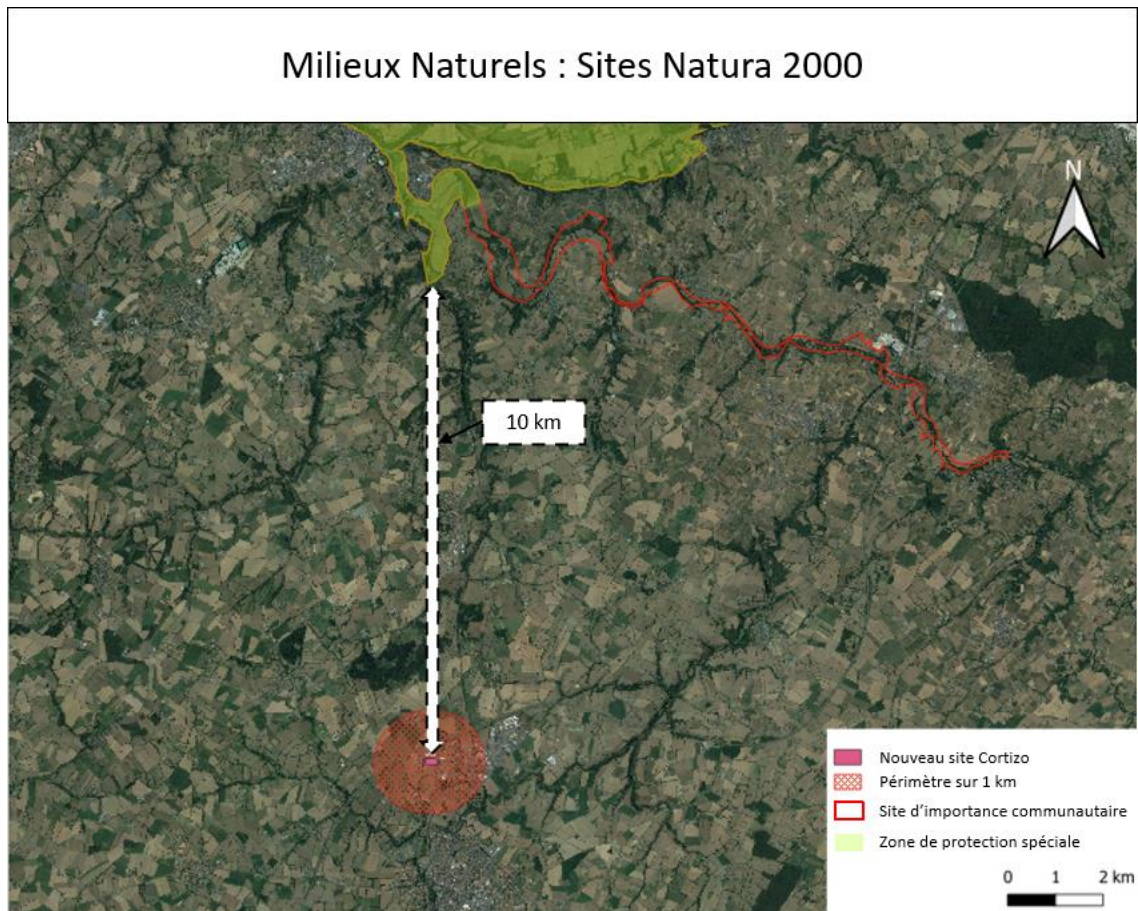 Milieux Naturels : Sites Natura 2000
N
10 km
Nouveau site Cortizo
Périmètre sur 1 km
Site d'importance communautaire
Zone de protection spéciale
0 1 2 km